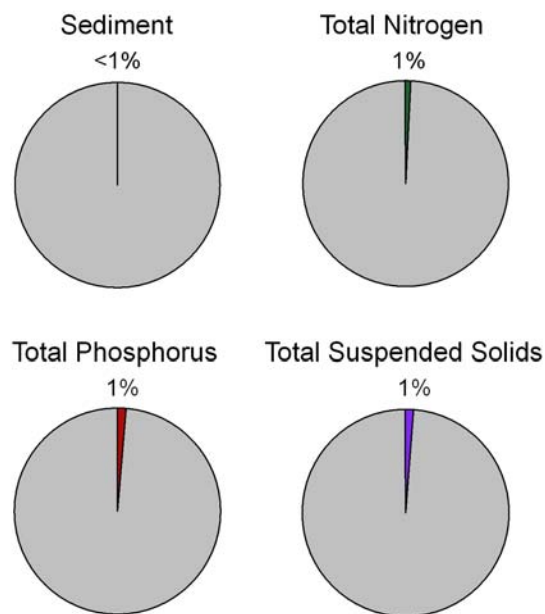 Sediment
<1%
Total Nitrogen
1%
Total Phosphorus
1%
Total Suspended Solids
1%